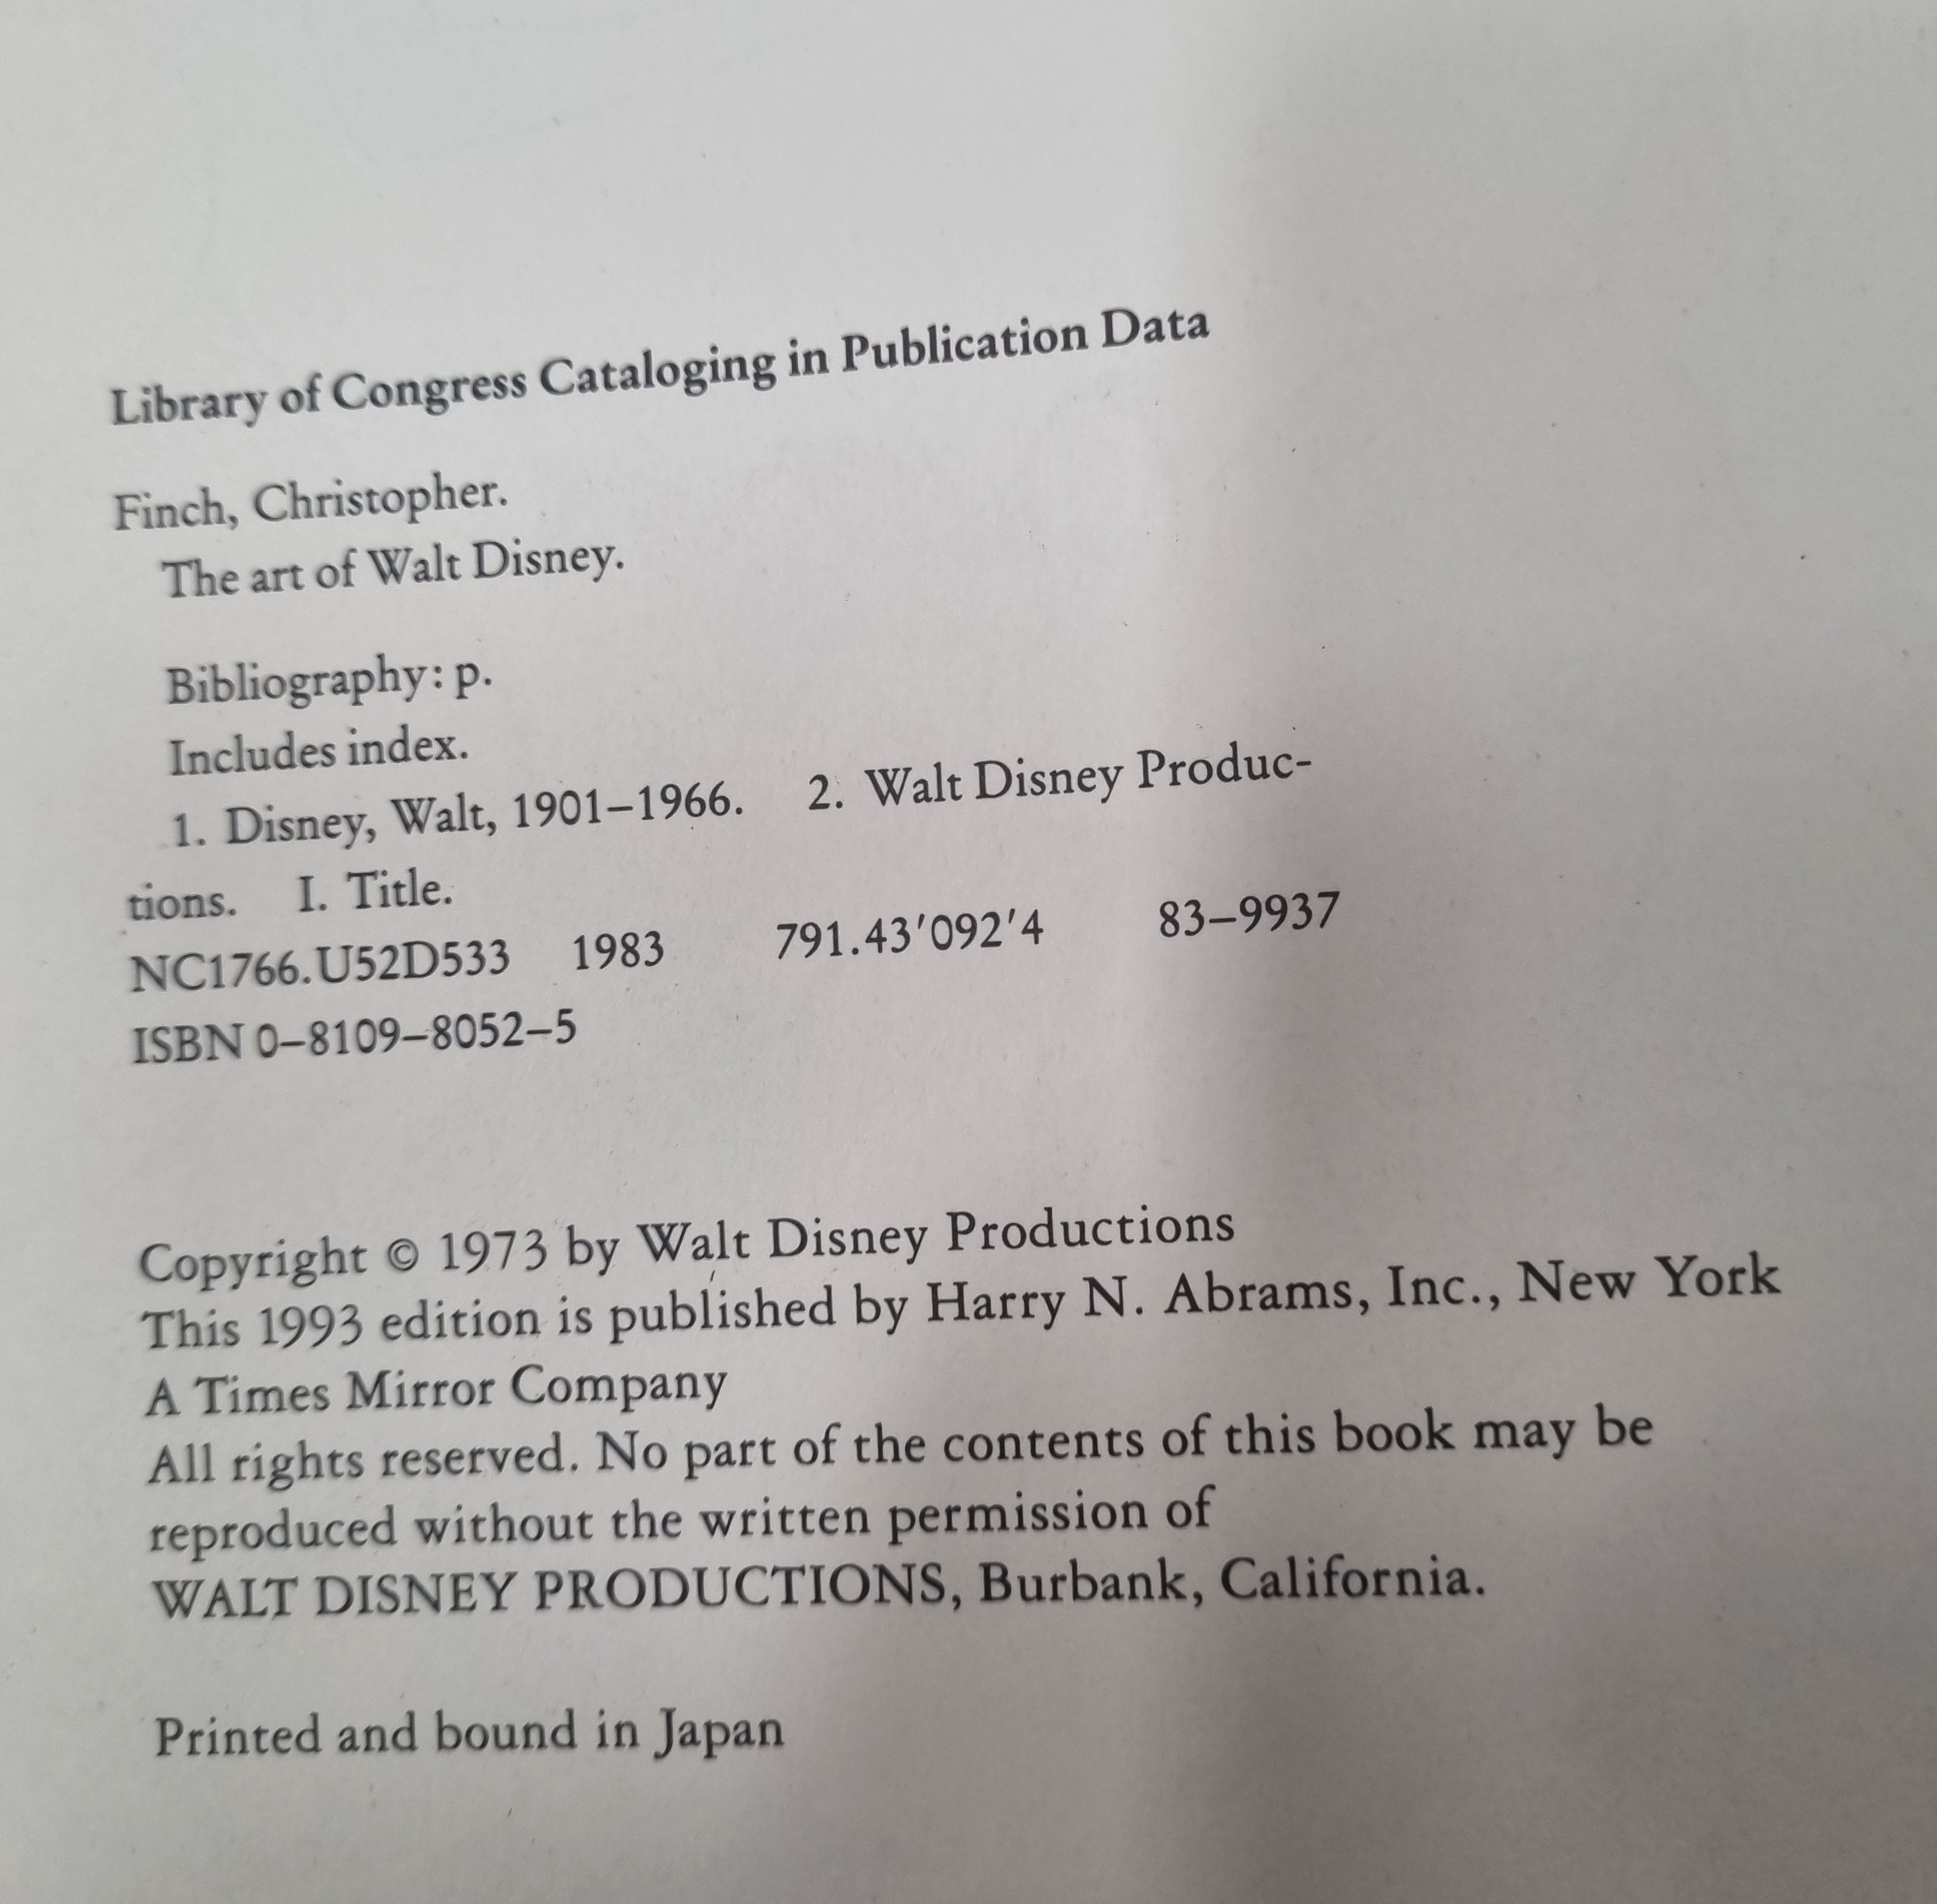 Library of Congress Cataloging in Publication Data
Finch, Christopher.
The art of Walt Disney.
Bibliography: p.
Includes index.
1. Disney, Walt, 1901–1966. 2. Walt Disney Produc-
tions. I. Title.
NC1766.U52D533 1983 791.43′092′4 83–9937
ISBN 0–8109–8052–5
Copyright © 1973 by Walt Disney Productions
This 1993 edition is published by Harry N. Abrams, Inc., New York
A Times Mirror Company
All rights reserved. No part of the contents of this book may be
reproduced without the written permission of
WALT DISNEY PRODUCTIONS, Burbank, California.
Printed and bound in Japan